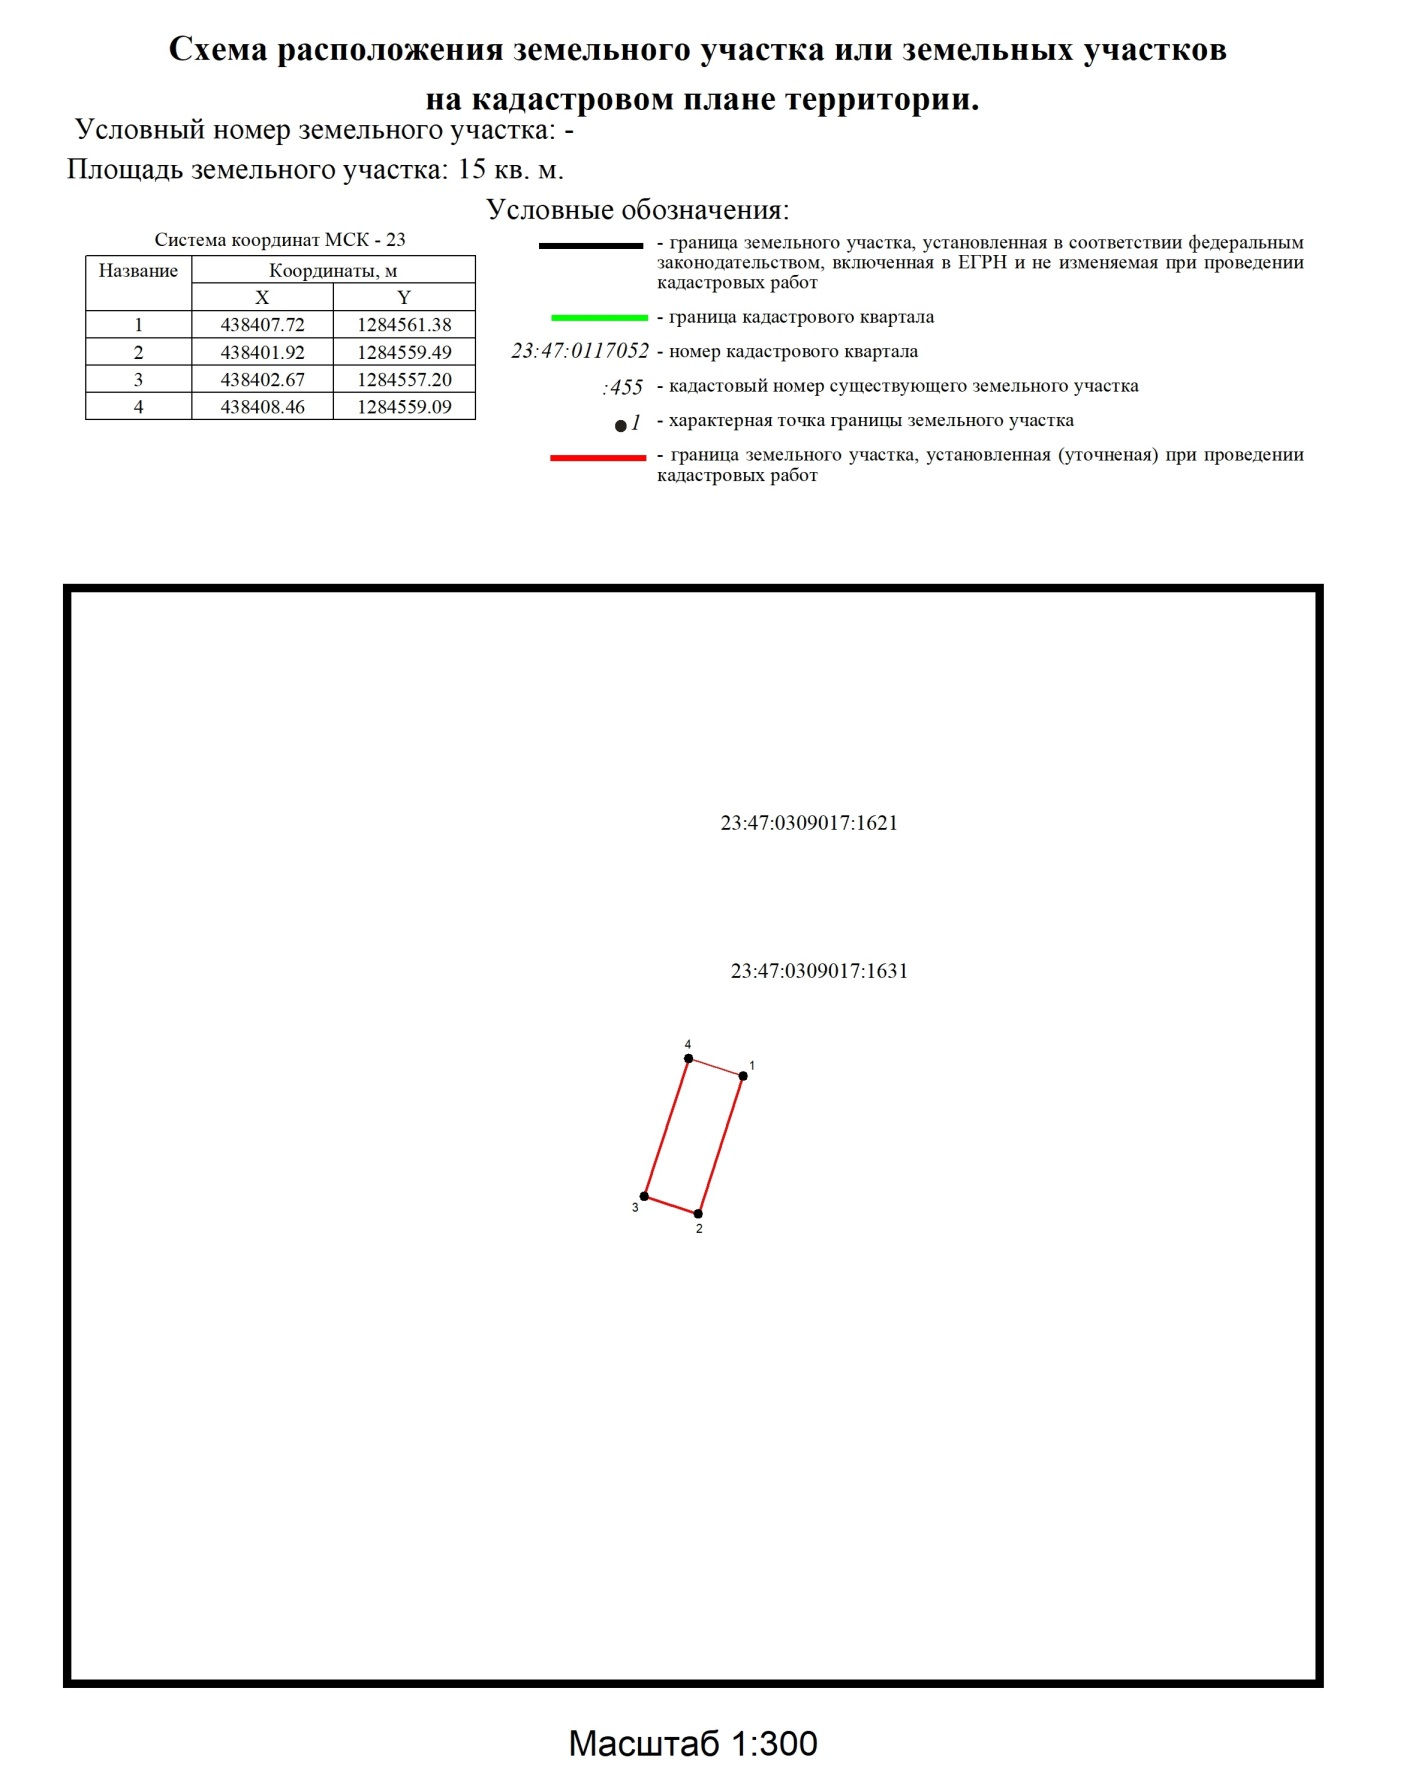 Схема расположения земельного участка или земельных участков
на кадастровом плане территории.
Условный номер земельного участка: -
Площадь земельного участка: 15 кв. м.
Условные обозначения:
Система координат МСК - 23
Название Координаты, м
X Y
1 438407.72 1284561.38
2 438401.92 1284559.49
3 438402.67 1284557.20
4 438408.46 1284559.09
- граница земельного участка, установленная в соответствии федеральным
законодательством, включенная в ЕГРН и не изменяемая при проведении
кадастровых работ
- граница кадастрового квартала
23:47:0117052 - номер кадастрового квартала
:455 - кадастовый номер существующего земельного участка
1 - характерная точка границы земельного участка
- граница земельного участка, установленная (уточненая) при проведении
кадастровых работ
23:47:0309017:1621
23:47:0309017:1631
4
1
3
2
Масштаб 1:300